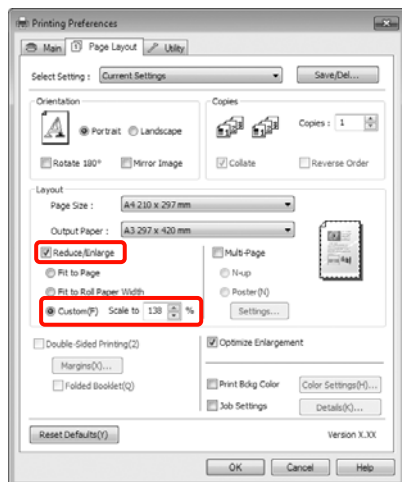 Printing Preferences
Main Page Layout Utility
Select Setting : Current Settings Save/Del...
Orientation Copies
Portrait Landscape Copies : 1
Rotate 180° Mirror Image Collate Reverse Order
Layout
Page Size : A4 210 x 297 mm
Output Paper : A3 297 x 420 mm
Reduce/Enlarge Multi-Page
Fit to Page N-up
Fit to Roll Paper Width Poster(N)
Custom(F) Scale to 138 % Settings...
Double-Sided Printing(2) Optimize Enlargement
Margins(X)...
Folded Booklet(Q) Print Bckg Color Color Settings(H)...
Job Settings Details(K)...
Reset Defaults(Y) Version X.XX
OK Cancel Help